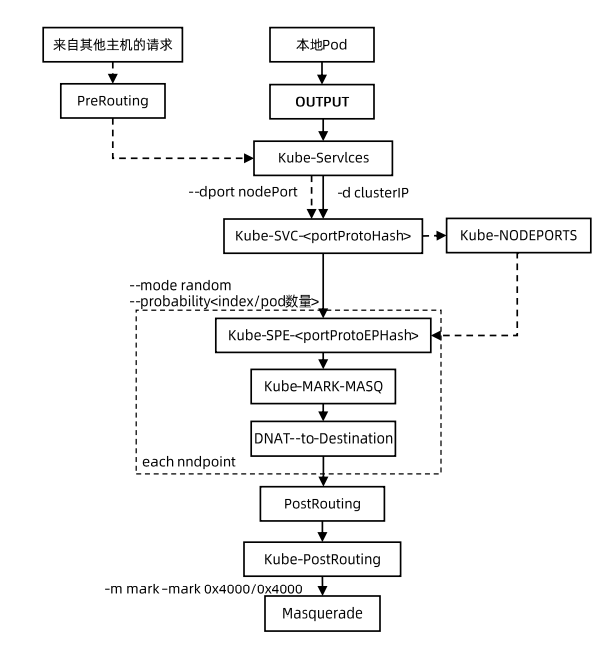 来自其他主机的请求
本地Pod
PreRouting
OUTPUT
Kube-Servlces
--dport nodePort
-d clusterIP
Kube-SVC-<portProtoHash>
Kube-NODEPORTS
--mode random
--probability<index/pod数量>
Kube-SPE-<portProtoEPHash>
Kube-MARK-MASQ
DNAT--to-Destination
each nndpoint
PostRouting
Kube-PostRouting
-m mark-mark 0x4000/0x4000
Masquerade